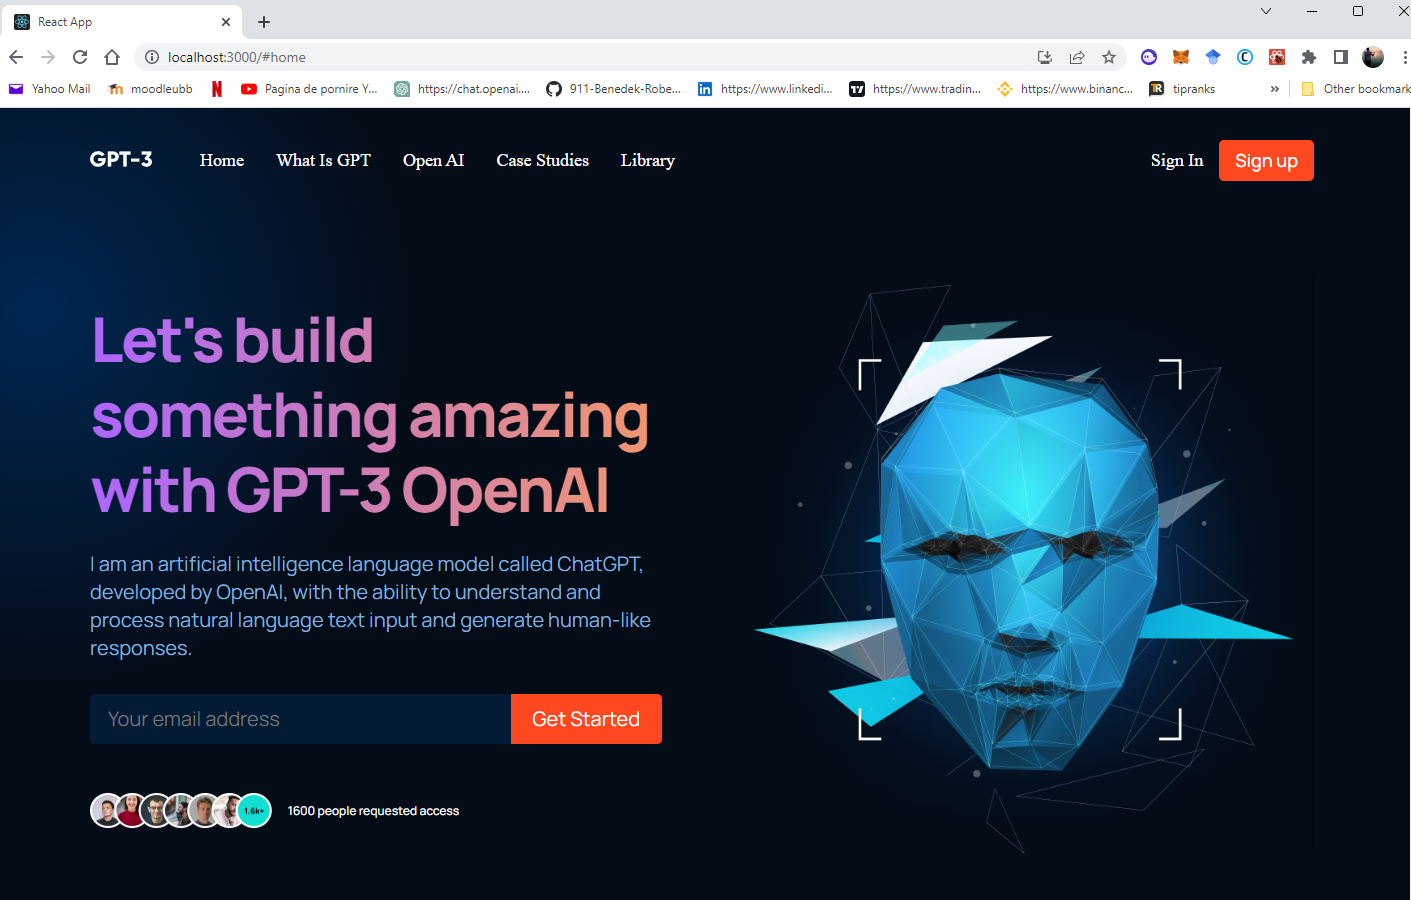 React App
localhost:3000/#home
Yahoo Mail
moodleubb
Pagina de pornire Y...
https://chat.openai....
911-Benedek-Robe...
https://www.linkedi...
https://www.tradin...
https://www.binanc...
tipranks
»
Other bookmark
GPT-3
Home
What Is GPT
Open AI
Case Studies
Library
Sign In
Sign up
Let's build
something amazing
with GPT-3 OpenAI
I am an artificial intelligence language model called ChatGPT,
developed by OpenAI, with the ability to understand and
process natural language text input and generate human-like
responses.
Your email address
Get Started
1.6k+
1600 people requested access